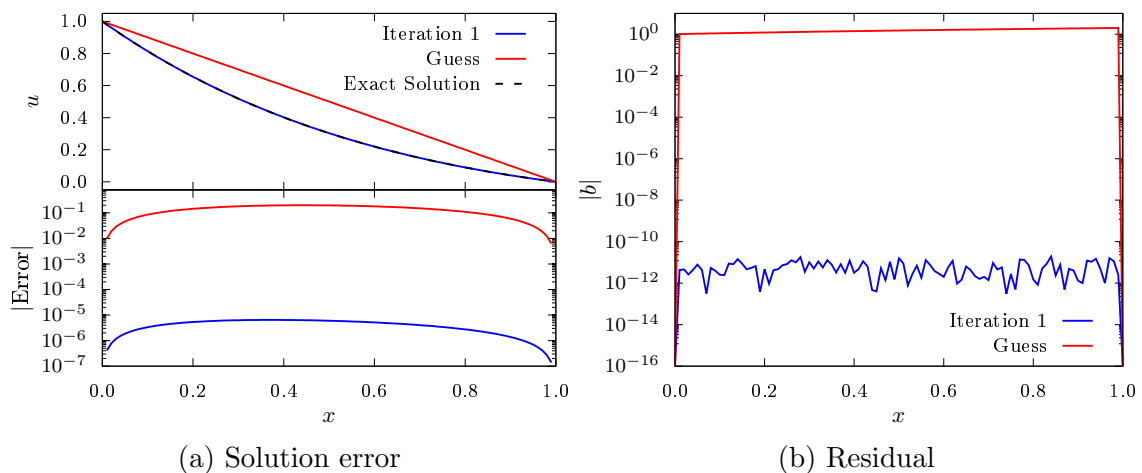 1.0
0.8
0.6
0.4
0.2
0.0
u
Iteration 1
Guess
Exact Solution
10⁻¹
10⁻²
10⁻³
10⁻⁴
10⁻⁵
10⁻⁶
10⁻⁷
|Error|
0.0 0.2 0.4 0.6 0.8 1.0
x
(a) Solution error
10⁰
10⁻²
10⁻⁴
10⁻⁶
10⁻⁸
10⁻¹⁰
10⁻¹²
10⁻¹⁴
10⁻¹⁶
|b|
Iteration 1
Guess
0.0 0.2 0.4 0.6 0.8 1.0
x
(b) Residual